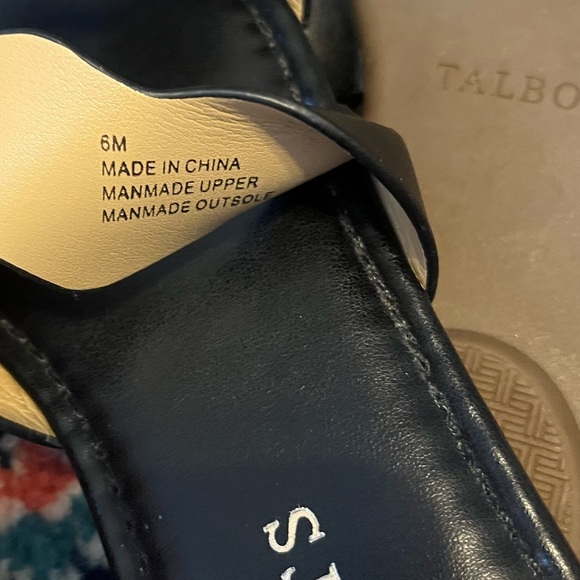 6M
MADE IN CHINA
MANMADE UPPER
MANMADE OUTSOLE
TALBO
S